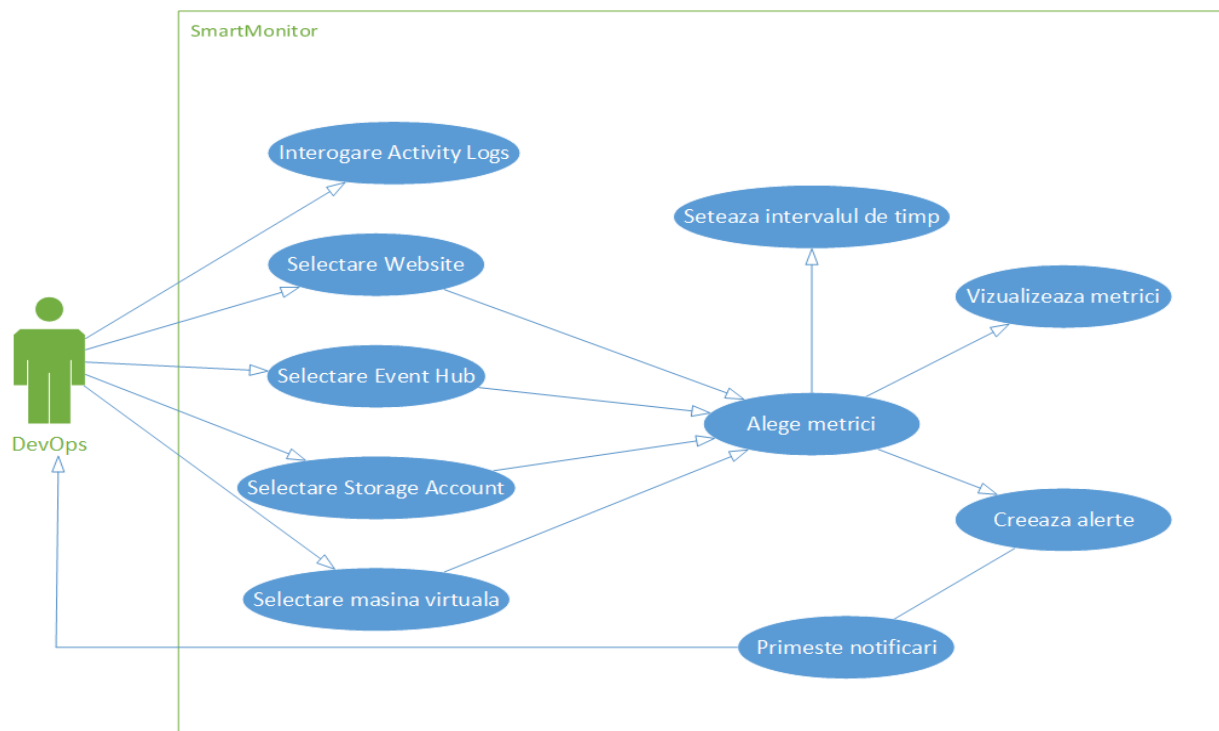 SmartMonitor
Interogare Activity Logs
Seteaza intervalul de timp
Selectare Website
Vizualizeaza metrici
Selectare Event Hub
Alege metrici
DevOps
Selectare Storage Account
Creeaza alerte
Selectare masina virtuala
Primeste notificari